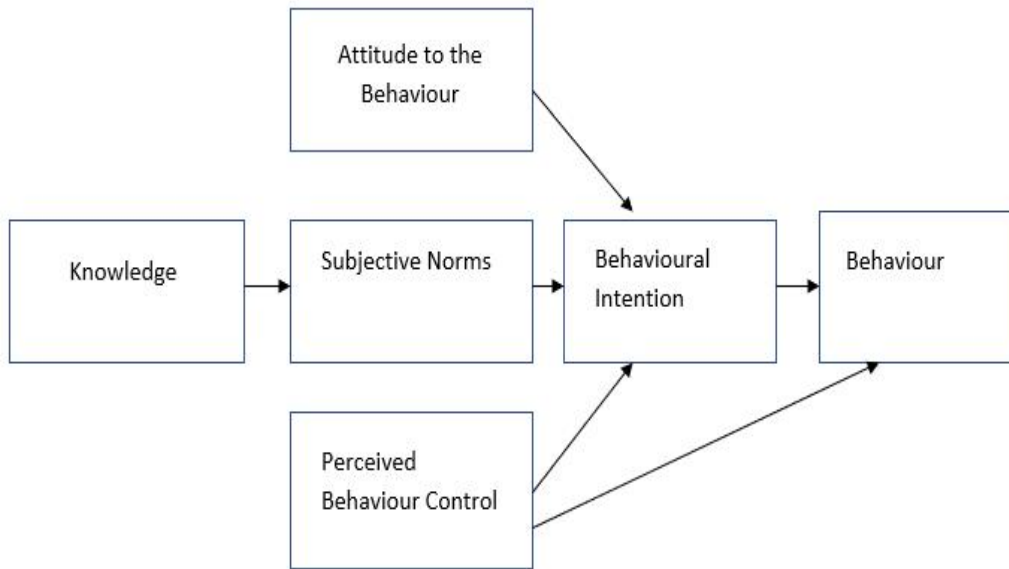 Attitude to the
Behaviour
Knowledge
Subjective Norms
Behavioural
Intention
Behaviour
Perceived
Behaviour Control